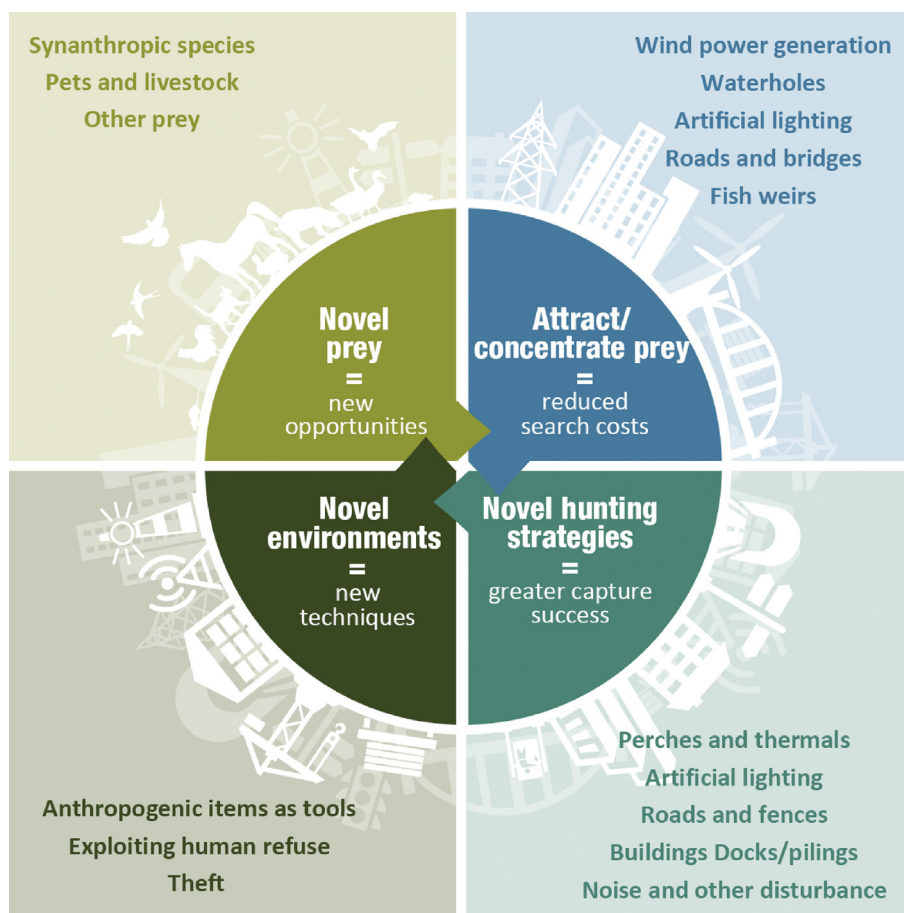 Synanthropic species
Pets and livestock
Other prey
Wind power generation
Waterholes
Artificial lighting
Roads and bridges
Fish weirs
Novel
prey
=
new
opportunities
Attract/
concentrate prey
=
reduced
search costs
Novel
environments
=
new
techniques
Novel hunting
strategies
=
greater capture
success
Anthropogenic items as tools
Exploiting human refuse
Theft
Perches and thermals
Artificial lighting
Roads and fences
Buildings Docks/pilings
Noise and other disturbance